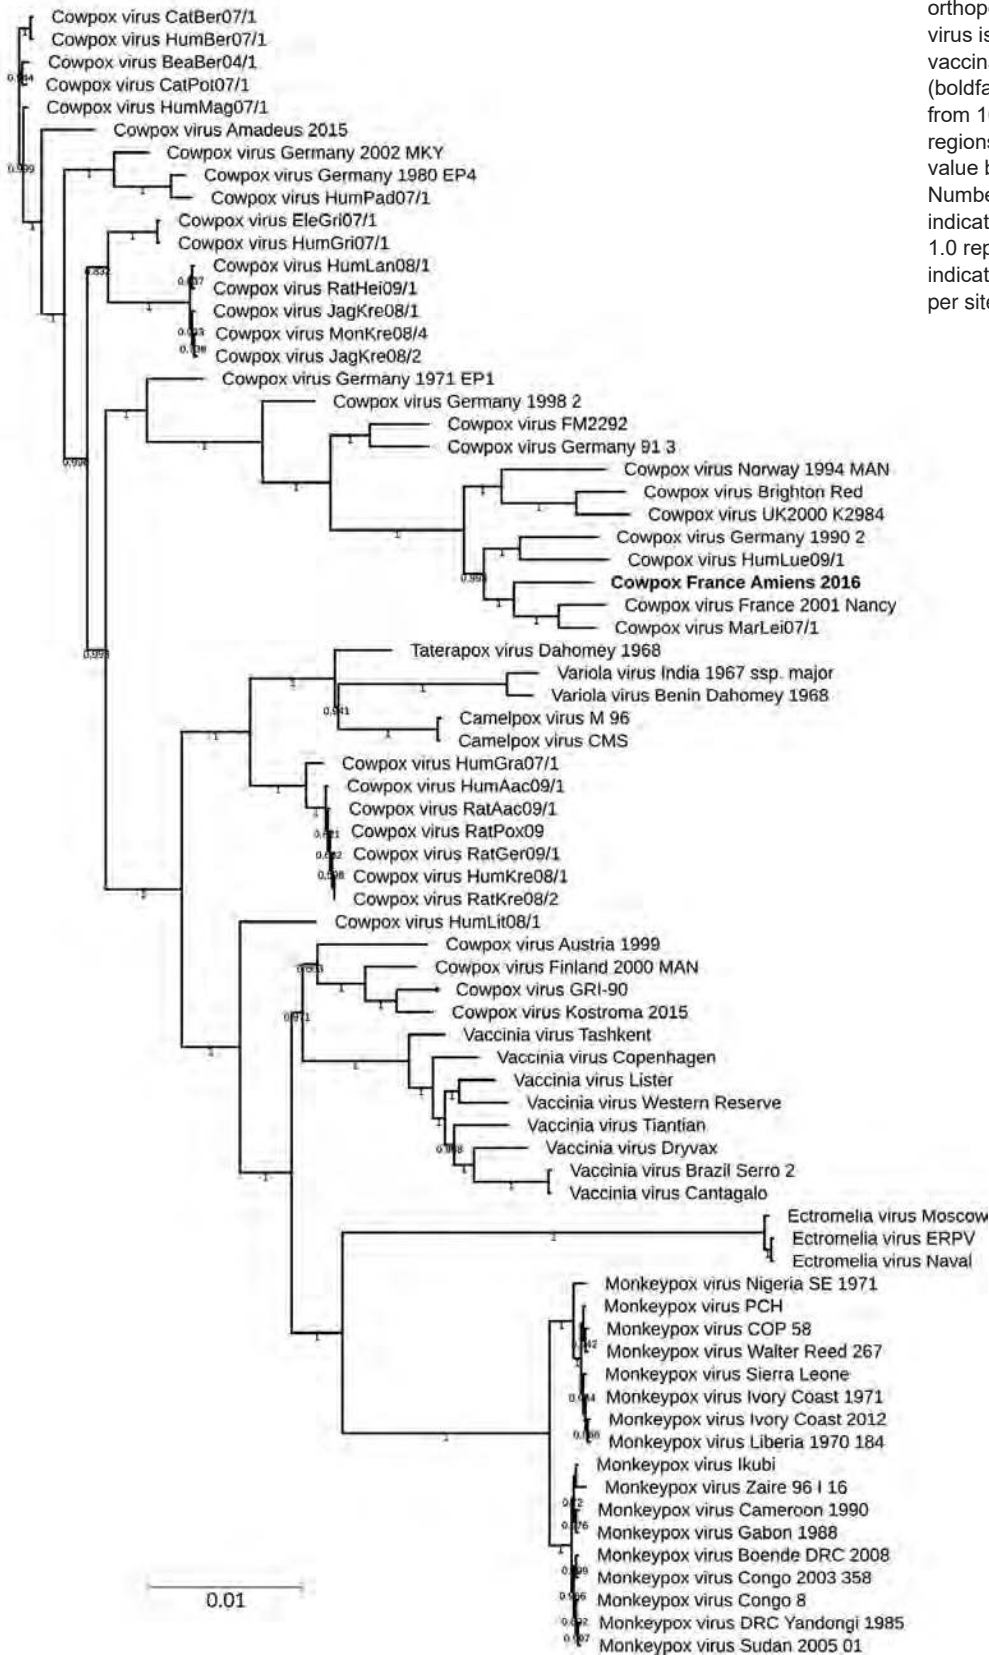 Cowpox virus CatBer07/1
Cowpox virus HumBer07/1
Cowpox virus BeaBer04/1
Cowpox virus CatPot07/1
Cowpox virus HumMag07/1
Cowpox virus Amadeus 2015
Cowpox virus Germany 2002 MKY
Cowpox virus Germany 1980 EP4
Cowpox virus HumPad07/1
Cowpox virus EleGri07/1
Cowpox virus HumGri07/1
Cowpox virus HumLan08/1
Cowpox virus RatHei09/1
Cowpox virus JagKre08/1
Cowpox virus MonKre08/4
Cowpox virus JagKre08/2
Cowpox virus Germany 1971 EP1
Cowpox virus Germany 1998 2
Cowpox virus FM2292
Cowpox virus Germany 91 3
Cowpox virus Norway 1994 MAN
Cowpox virus Brighton Red
Cowpox virus UK2000 K2984
Cowpox virus Germany 1990 2
Cowpox virus HumLue09/1
Cowpox France Amiens 2016
Cowpox virus France 2001 Nancy
Cowpox virus MarLei07/1
Taterapox virus Dahomey 1968
Variola virus India 1967 ssp. major
Variola virus Benin Dahomey 1968
Camelpox virus M 96
Camelpox virus CMS
Cowpox virus HumGra07/1
Cowpox virus HumAac09/1
Cowpox virus RatAac09/1
Cowpox virus RatPox09
Cowpox virus RatGer09/1
Cowpox virus HumKre08/1
Cowpox virus RatKre08/2
Cowpox virus HumLit08/1
Cowpox virus Austria 1999
Cowpox virus Finland 2000 MAN
Cowpox virus GRI-90
Cowpox virus Kostroma 2015
Vaccinia virus Tashkent
Vaccinia virus Copenhagen
Vaccinia virus Lister
Vaccinia virus Western Reserve
Vaccinia virus Tiantian
Vaccinia virus Dryvax
Vaccinia virus Brazil Serro 2
Vaccinia virus Cantagalo
Ectromelia virus Moscow
Ectromelia virus ERPV
Ectromelia virus Naval
Monkeypox virus Nigeria SE 1971
Monkeypox virus PCH
Monkeypox virus COP 58
Monkeypox virus Walter Reed 267
Monkeypox virus Sierra Leone
Monkeypox virus Ivory Coast 1971
Monkeypox virus Ivory Coast 2012
Monkeypox virus Liberia 1970 184
Monkeypox virus Ikubi
Monkeypox virus Zaire 96 I 16
Monkeypox virus Cameroon 1990
Monkeypox virus Gabon 1988
Monkeypox virus Boende DRC 2008
Monkeypox virus Congo 2003 358
Monkeypox virus Congo 8
Monkeypox virus DRC Yandongi 1985
Monkeypox virus Sudan 2005 01
0.01
virus is
from 10
regions
value b
1.0 rep
per site